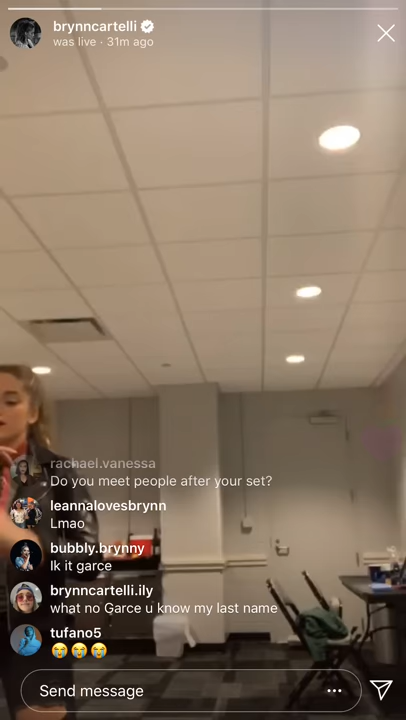 brynncartelli
was live · 31m ago
rachael.vanessa
Do you meet people after your set?
leannalovesbrynn
Lmao
bubbly.brynny
Ik it garce
brynncartelli.ily
what no Garce u know my last name
tufano5
😭😭😭
Send message